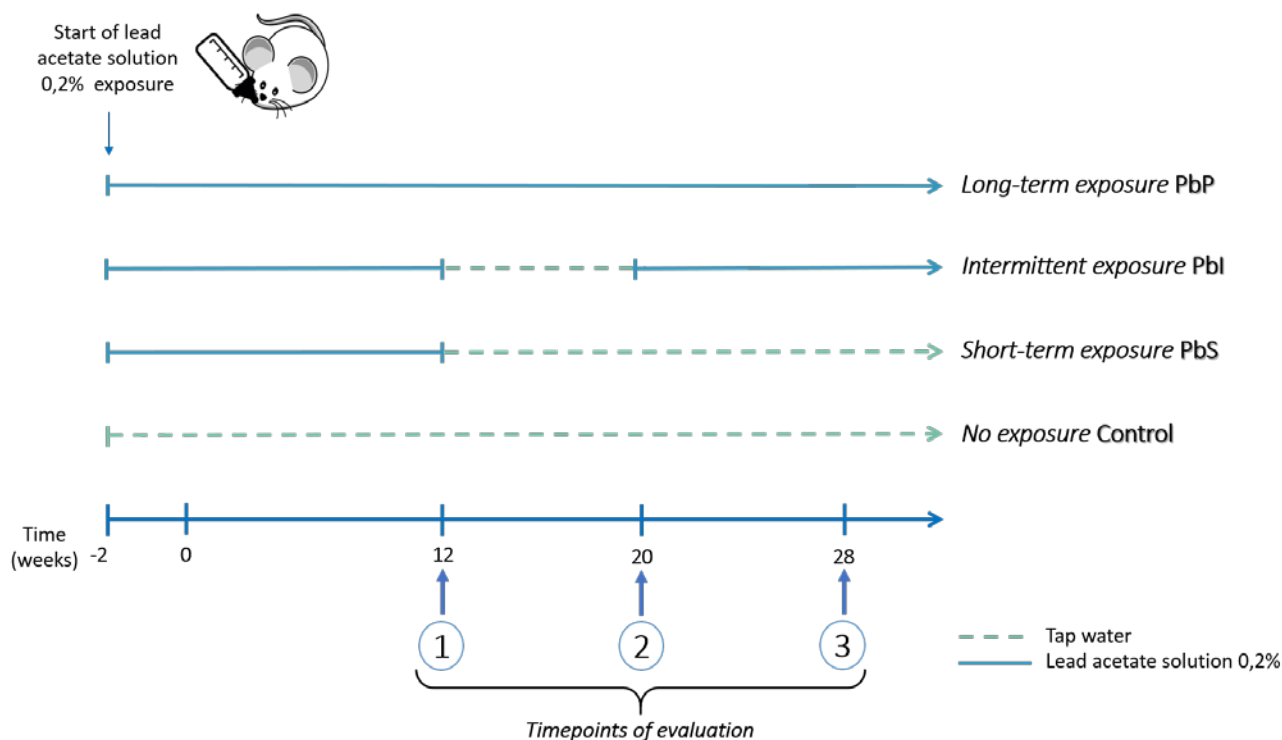 Start of lead
acetate solution
0,2% exposure
Long-term exposure PbP
Intermittent exposure PbI
Short-term exposure PbS
No exposure Control
Time
(weeks)
-2
0
12
20
28
1
2
3
Timepoints of evaluation
Tap water
Lead acetate solution 0,2%